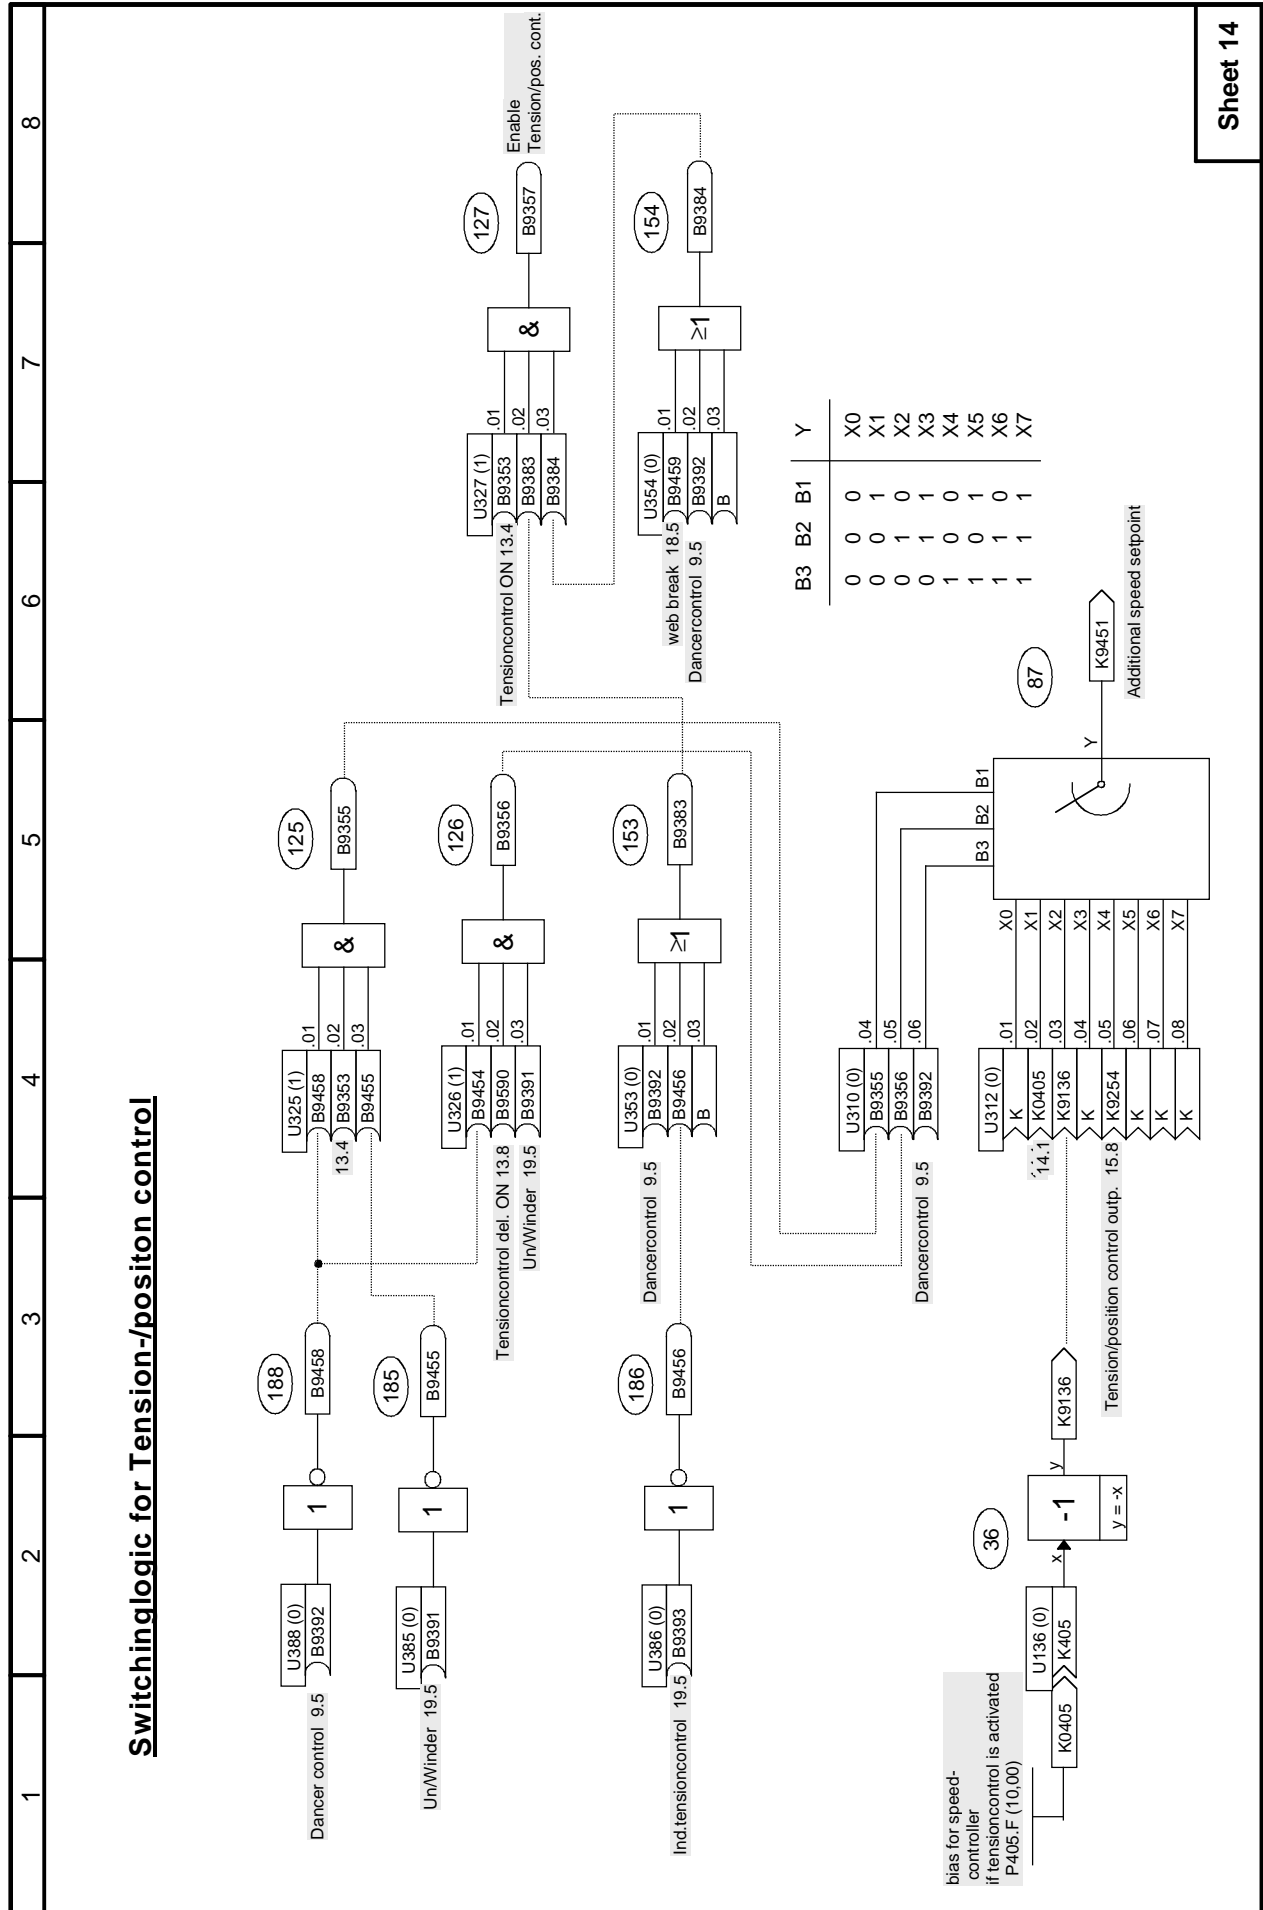 1
2
3
4
5
6
7
8
Switchinglogic for Tension-/positon control
Dancer control 9.5
U388 (0)
B9392
1
188
B9458
Un/Winder 19.5
U385 (0)
B9391
1
185
B9455
13.4
U325 (1)
B9458
B9353
B9455
.01
.02
.03
&
125
B9355
Tensioncontrol del. ON 13.8
Un/Winder 19.5
U326 (1)
B9454
B9590
B9391
.01
.02
.03
&
126
B9356
Tensioncontrol ON 13.4
U327 (1)
B9353
B9383
B9384
.01
.02
.03
&
127
B9357
Enable
Tension/pos. cont.
Ind.tensioncontrol 19.5
U386 (0)
B9393
1
186
B9456
Dancercontrol 9.5
U353 (0)
B9392
B9456
B
.01
.02
.03
≥1
153
B9383
web break 18.5
Dancercontrol 9.5
U354 (0)
B9459
B9392
B
.01
.02
.03
≥1
154
B9384
Dancercontrol 9.5
U310 (0)
B9355
B9356
B9392
.04
.05
.06
B3 B2 B1 Y
0 0 0 X0
0 0 1 X1
0 1 0 X2
0 1 1 X3
1 0 0 X4
1 0 1 X5
1 1 0 X6
1 1 1 X7
bias for speed-
controller
if tensioncontrol is activated
P405.F (10,00)
K0405
U136 (0)
K405
x
36
-1
y = -x
y
K9136
14.1
Tension/position control outp. 15.8
U312 (0)
K
K0405
K9136
K
K9254
K
K
K
.01
.02
.03
.04
.05
.06
.07
.08
X0
X1
X2
X3
X4
X5
X6
X7
B3
B2
B1
Y
87
K9451
Additional speed setpoint
Sheet 14